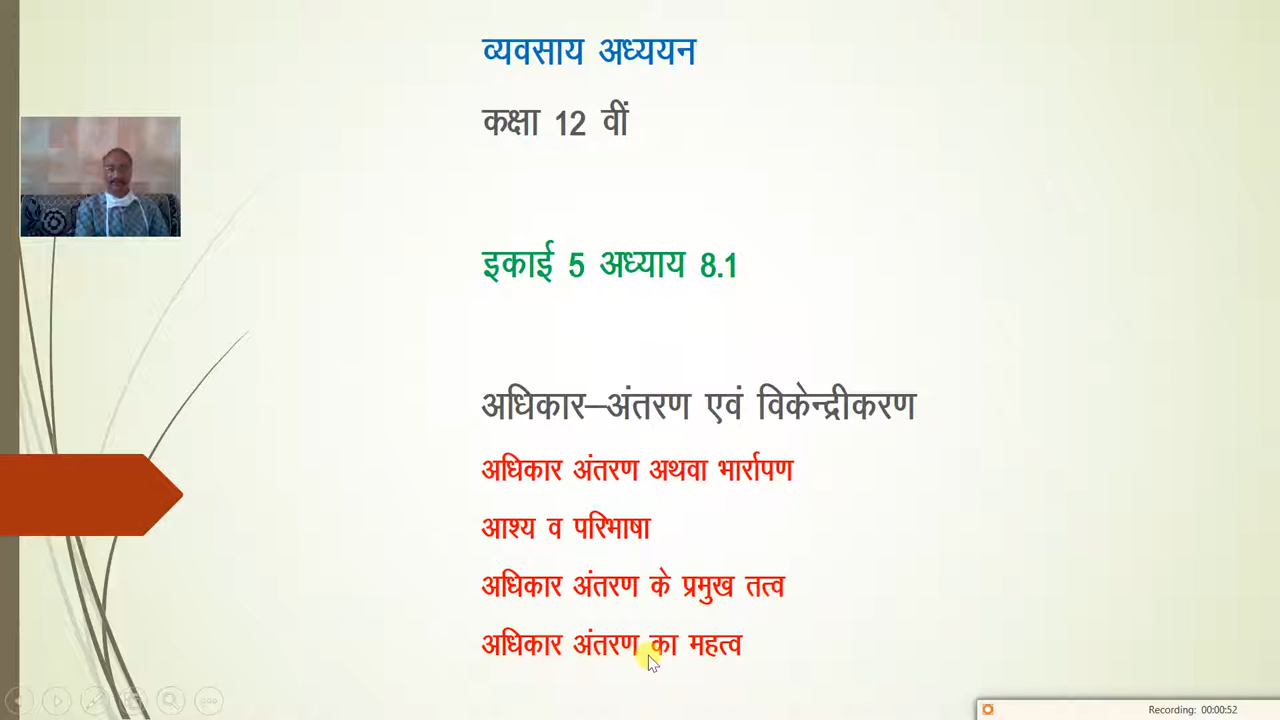 व्यवसाय अध्ययन
कक्षा 12 वीं
इकाई 5 अध्याय 8.1
अधिकार–अंतरण एवं विकेन्द्रीकरण
अधिकार अंतरण अथवा भार्रापण
आश्य व परिभाषा
अधिकार अंतरण के प्रमुख तत्व
अधिकार अंतरण का महत्व
Recording: 00:00:52